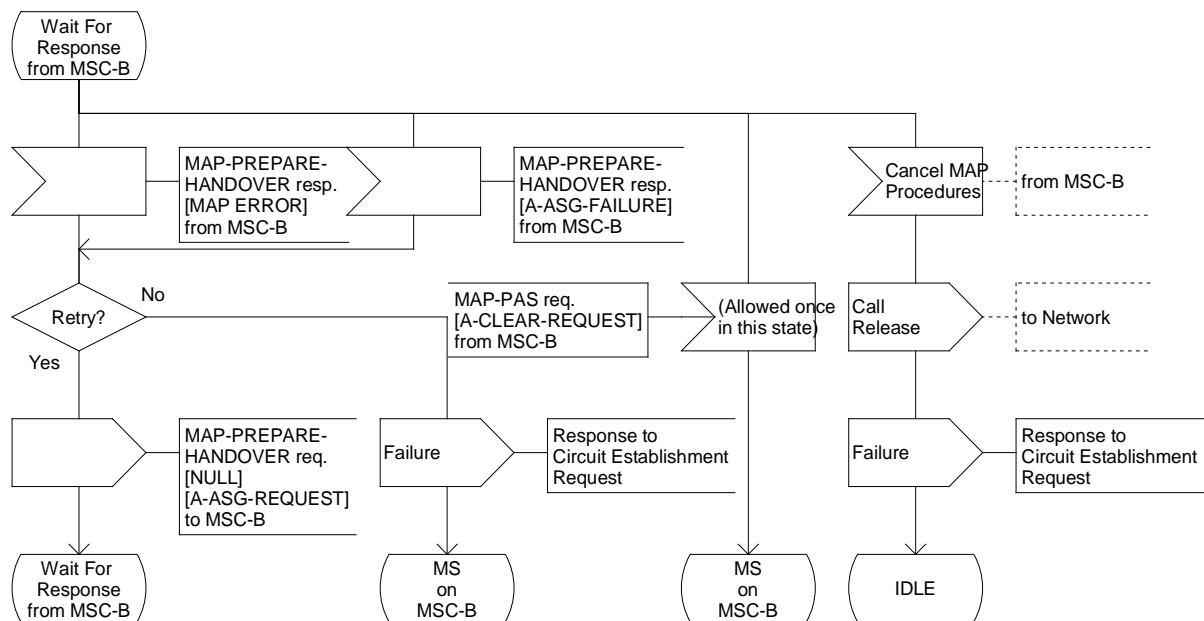 Wait For
Response
from MSC-B
MAP-PREPARE-
HANDOVER resp.
[MAP ERROR]
from MSC-B
MAP-PREPARE-
HANDOVER resp.
[A-ASG-FAILURE]
from MSC-B
Cancel MAP
Procedures
from MSC-B
Retry?
No
Yes
MAP-PAS req.
[A-CLEAR-REQUEST]
from MSC-B
(Allowed once
in this state)
Call
Release
to Network
MAP-PREPARE-
HANDOVER req.
[NULL]
[A-ASG-REQUEST]
to MSC-B
Failure
Response to
Circuit Establishment
Request
Failure
Response to
Circuit Establishment
Request
Wait For
Response
from MSC-B
MS
on
MSC-B
MS
on
MSC-B
IDLE